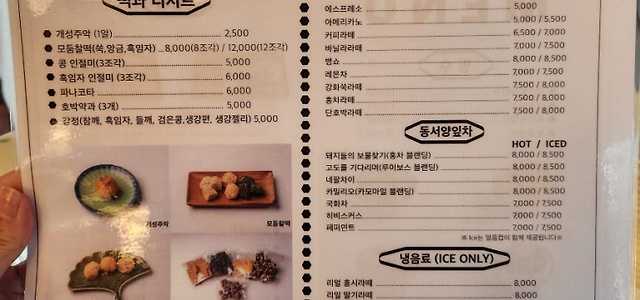 떡과 디저트
개성주악 (1알) 2,500
모둠찰떡(쑥,앙금,흑임자) 8,000(8조각) / 12,000(12조각)
콩 인절미(3조각) 5,000
흑임자 인절미 (3조각) 6,000
파나코타 6,000
호박약과 (3개) 5,000
강정(참깨, 흑임자, 들깨, 검은콩,생강편, 생강젤리) 5,000
개성주악
모둠찰떡
에스프레소 5,000
아메리카노 5,000 / 5,500
커피라떼 6,500 / 7,000
바닐라라떼 7,000 / 7,500
뱅쇼 8,000 / 8,500
레몬차 7,000 / 7,500
강화쑥라떼 7,500 / 8,000
홍차라떼 7,500 / 8,000
단호박라떼 7,500 / 8,000
동서양잎차
HOT / ICED
돼지들의 보물찾기(홍차 블랜딩) 8,000 / 8,500
고도를 기다리며(루이보스 블랜딩) 8,000 / 8,500
네팔차이 8,000 / 8,500
카밀리오(카모마일 블랜딩) 8,000 / 8,500
국화차 7,000 / 7,500
히비스커스 7,000 / 7,500
페퍼민트 7,000 / 7,500
※ Ice는 얼음컵이 함께 제공됩니다※
냉음료 (ICE ONLY)
리얼 홍시라떼 8,000
리얼 딸기라떼 8,000